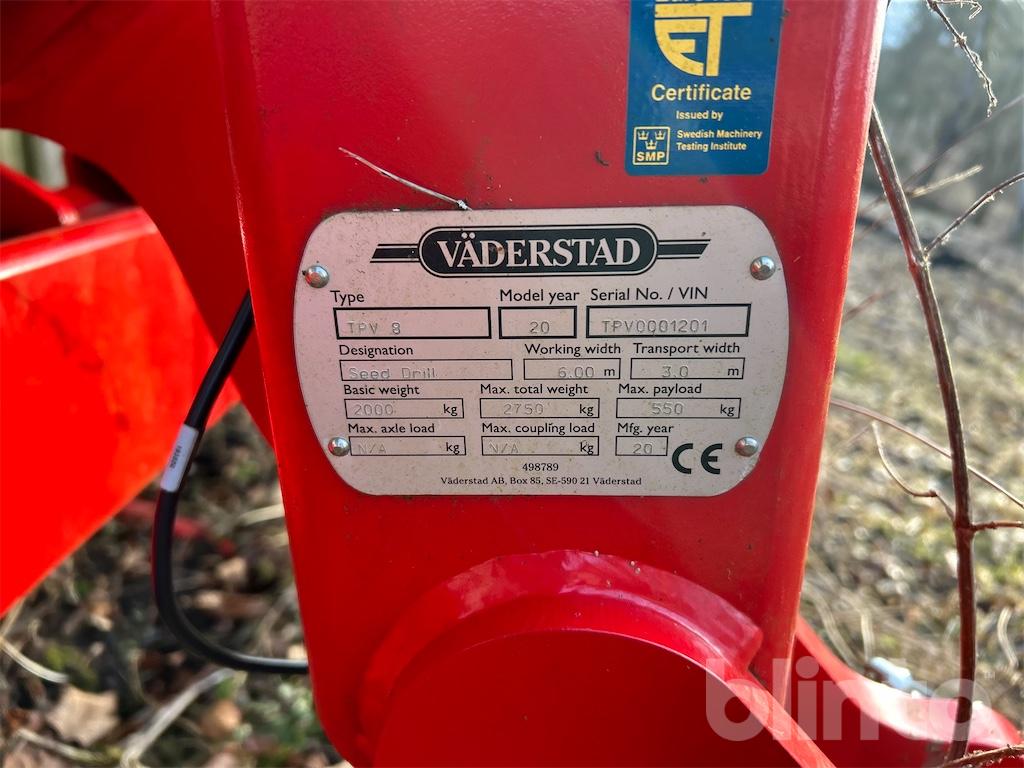 ET
Certificate
Issued by
SMP
Swedish Machinery
Testing Institute
VÄDERSTAD
Type Model year Serial No. / VIN
TPV 8 20 TPV0001201
Designation Working width Transport width
Seed Drill 6.00 m 3.0 m
Basic weight Max. total weight Max. payload
2000 kg 2750 kg 550 kg
Max. axle load Max. coupling load Mfg. year
N/A kg N/A kg 20 CE
498789
Väderstad AB, Box 85, SE-590 21 Väderstad
blinto